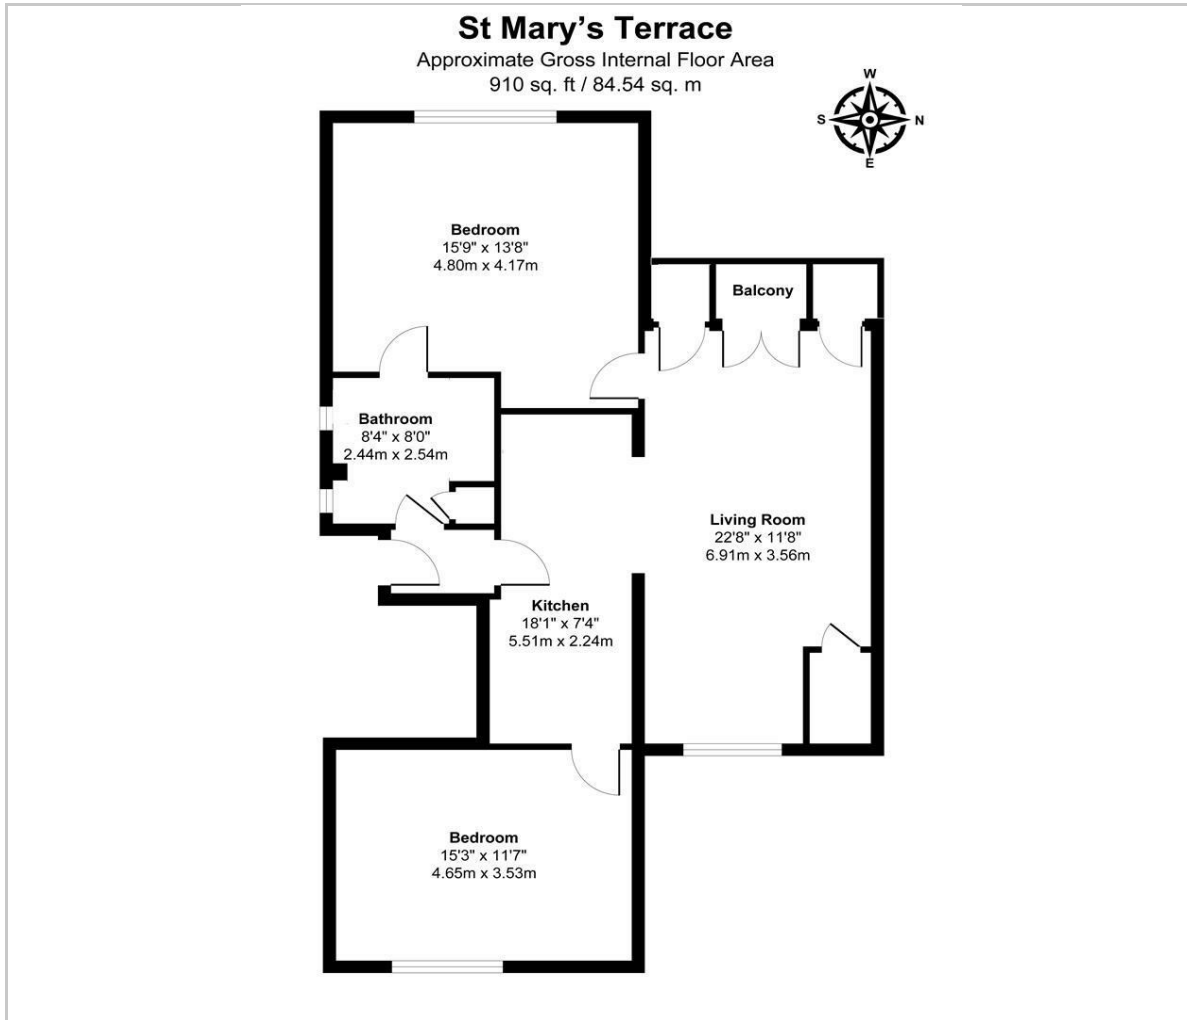 St Mary’s Terrace
Approximate Gross Internal Floor Area
910 sq. ft / 84.54 sq. m
W
S
N
E
Bedroom
15'9" x 13'8"
4.80m x 4.17m
Balcony
Bathroom
8'4" x 8'0"
2.44m x 2.54m
Living Room
22'8" x 11'8"
6.91m x 3.56m
Kitchen
18'1" x 7'4"
5.51m x 2.24m
Bedroom
15'3" x 11'7"
4.65m x 3.53m